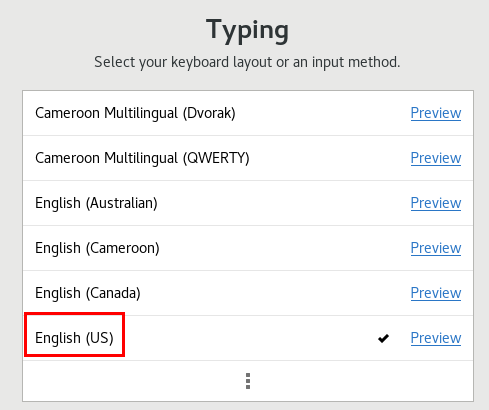 Typing
Select your keyboard layout or an input method.
Cameroon Multilingual (Dvorak) Preview
Cameroon Multilingual (QWERTY) Preview
English (Australian) Preview
English (Cameroon) Preview
English (Canada) Preview
English (US) ✔ Preview